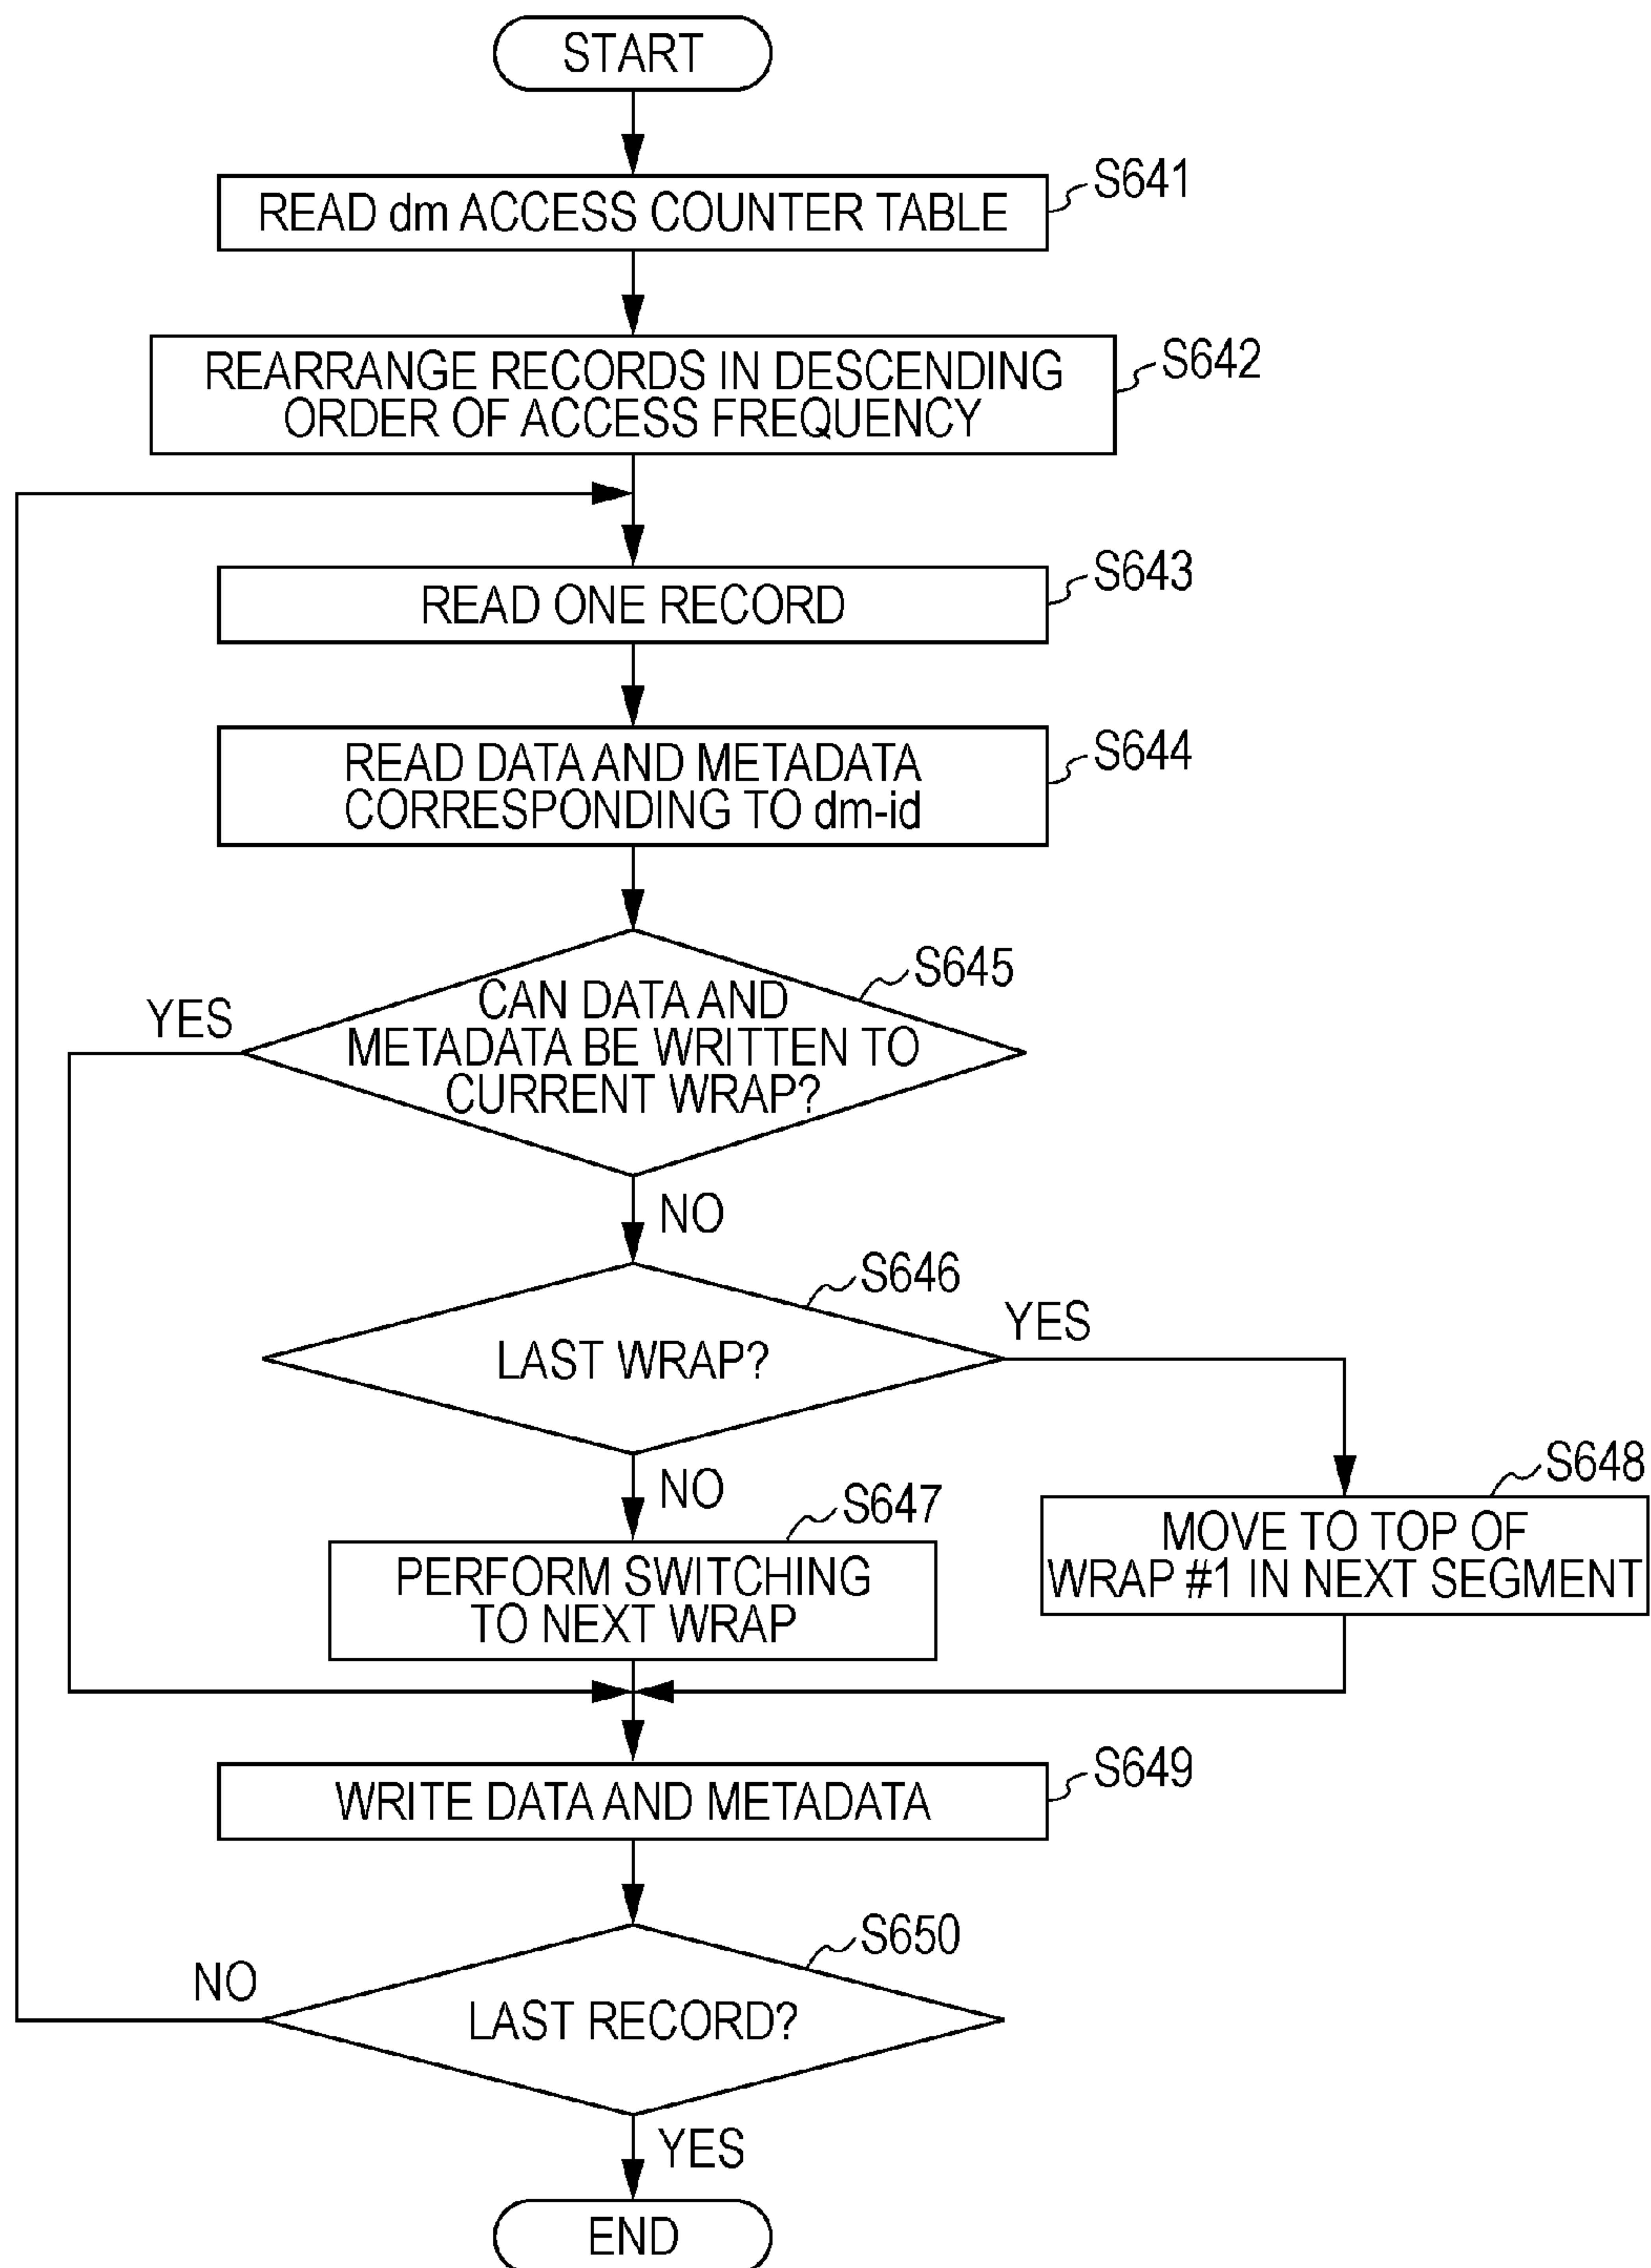 START
READ dm ACCESS COUNTER TABLE
S641
REARRANGE RECORDS IN DESCENDING
ORDER OF ACCESS FREQUENCY
S642
READ ONE RECORD
S643
READ DATA AND METADATA
CORRESPONDING TO dm-id
S644
CAN DATA AND
METADATA BE WRITTEN TO
CURRENT WRAP?
S645
YES
NO
LAST WRAP?
S646
YES
NO
PERFORM SWITCHING
TO NEXT WRAP
S647
MOVE TO TOP OF
WRAP #1 IN NEXT SEGMENT
S648
WRITE DATA AND METADATA
S649
LAST RECORD?
S650
NO
YES
END